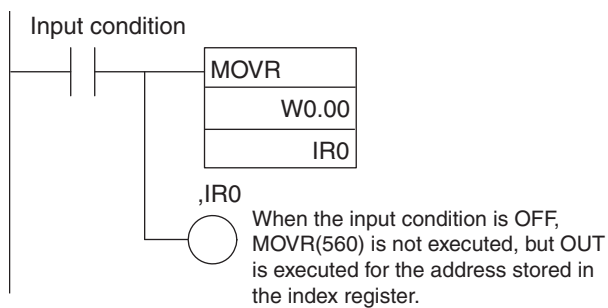 Input condition
MOVR
W0.00
IR0
,IR0
When the input condition is OFF,
MOVR(560) is not executed, but OUT
is executed for the address stored in
the index register.